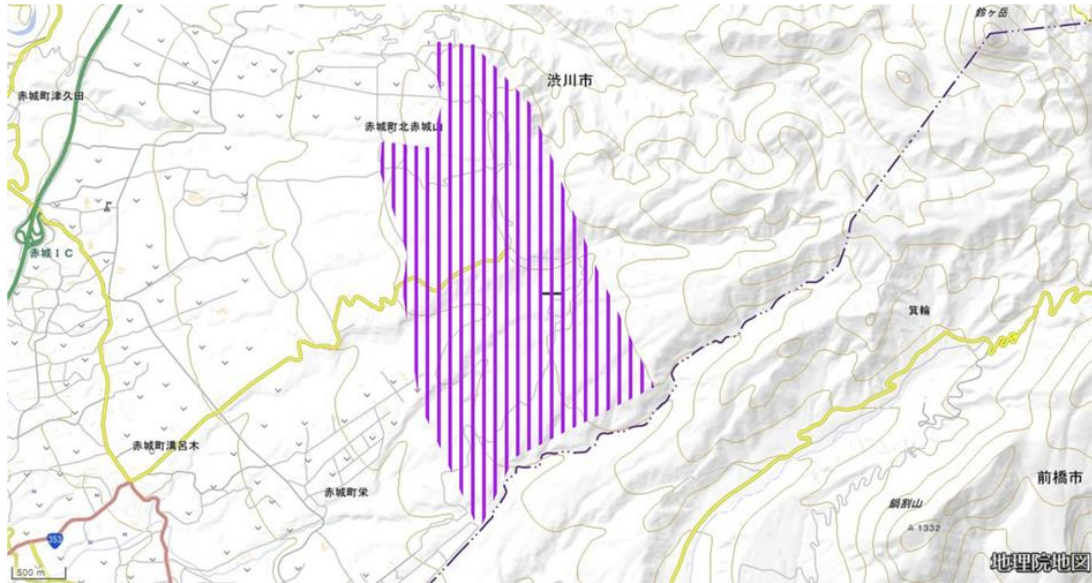 鈴ヶ岳
渋川市
赤城町津久田
赤城町北赤城山
赤城IC
箕輪
赤城町溝呂木
赤城町栄
前橋市
鍋割山
1332
353
500 m
地理院地図